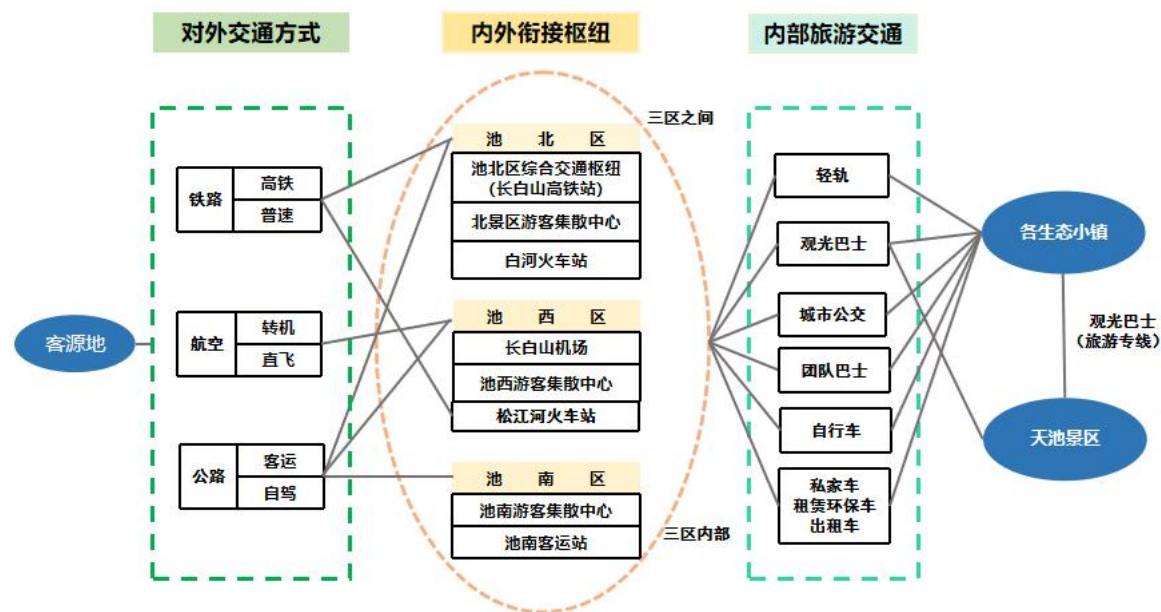 对外交通方式
内外衔接枢纽
内部旅游交通
客源地
铁路
高铁
普速
航空
转机
直飞
公路
客运
自驾
三区之间
池北区
池北区综合交通枢纽
(长白山高铁站)
北景区游客集散中心
白河火车站
池西区
长白山机场
池西游客集散中心
松江河火车站
池南区
池南游客集散中心
池南客运站
三区内部
轻轨
观光巴士
城市公交
团队巴士
自行车
私家车
租赁环保车
出租车
各生态小镇
观光巴士
（旅游专线）
天池景区